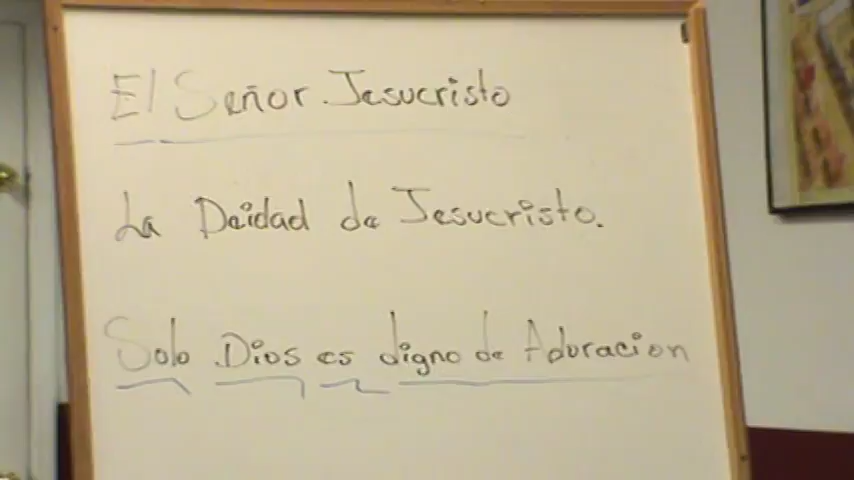 El Señor Jesucristo
La Deidad de Jesucristo.
Solo Dios es digno de Adoracion